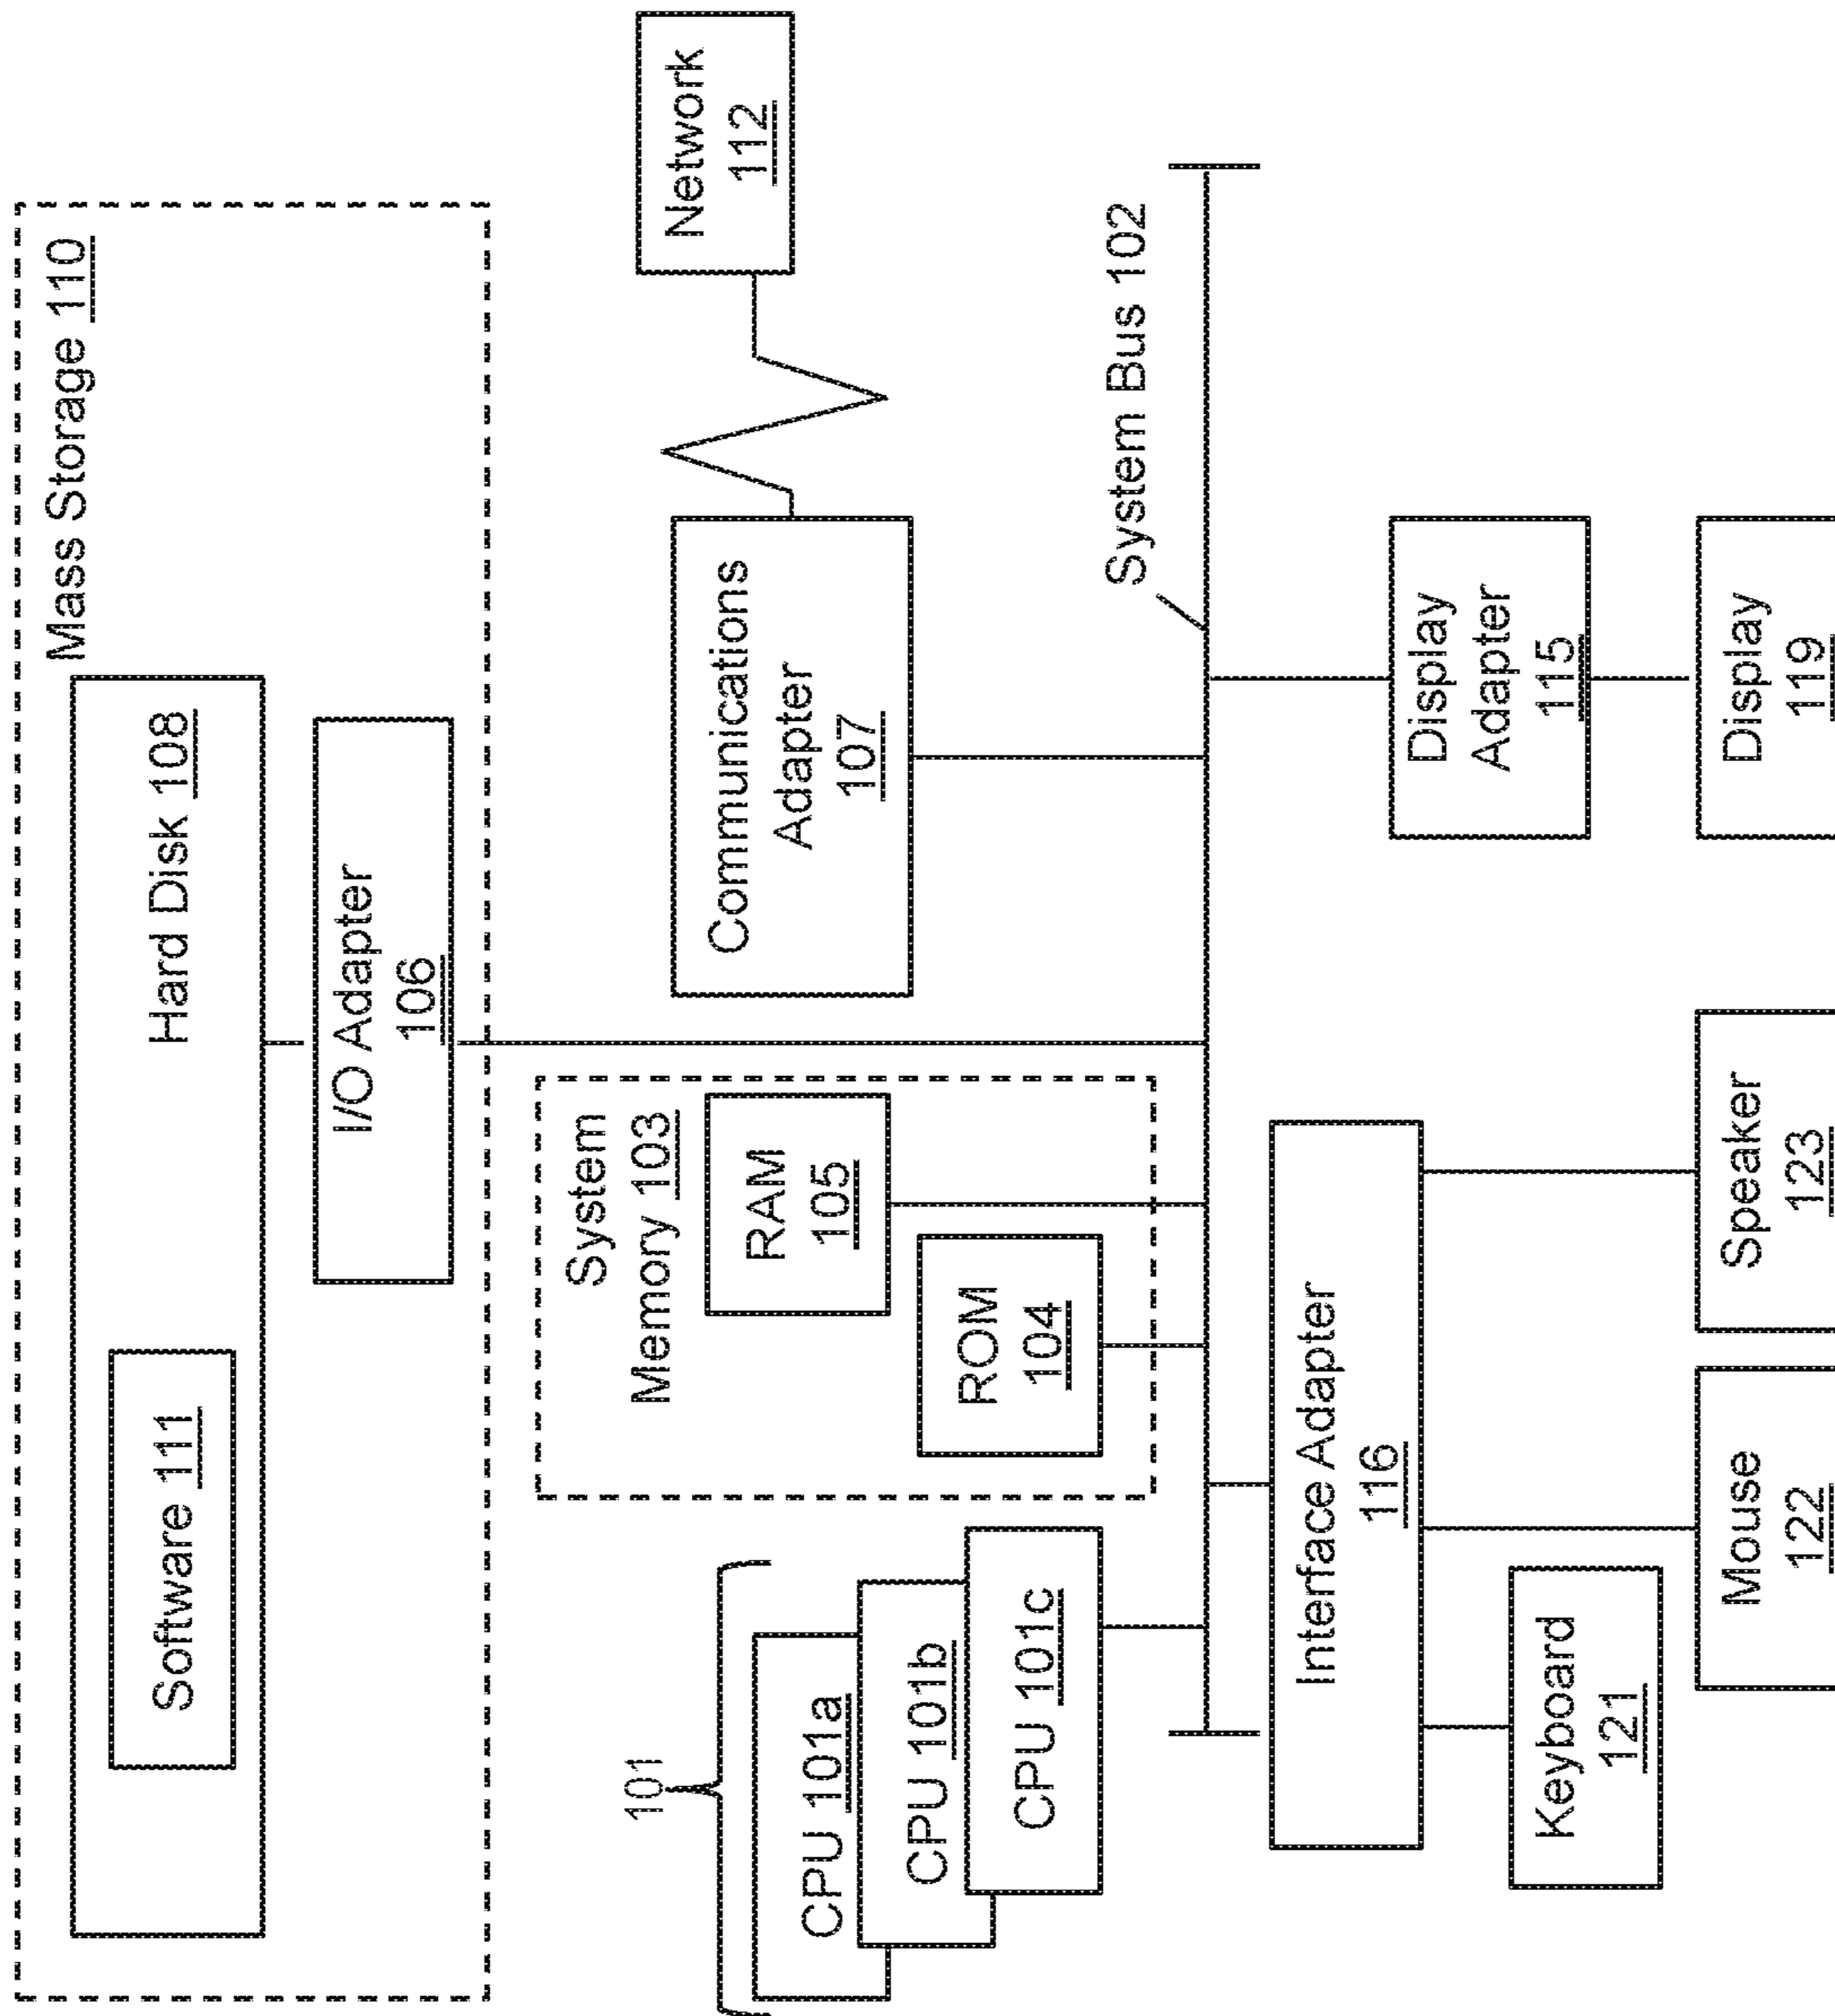 Mass Storage 110
Hard Disk 108
Software 111
I/O Adapter
106
Network
112
Communications
Adapter
107
System
Memory 103
RAM
105
ROM
104
101
CPU 101a
CPU 101b
CPU 101c
System Bus 102
Interface Adapter
116
Display
Adapter
115
Keyboard
121
Mouse
122
Speaker
123
Display
119